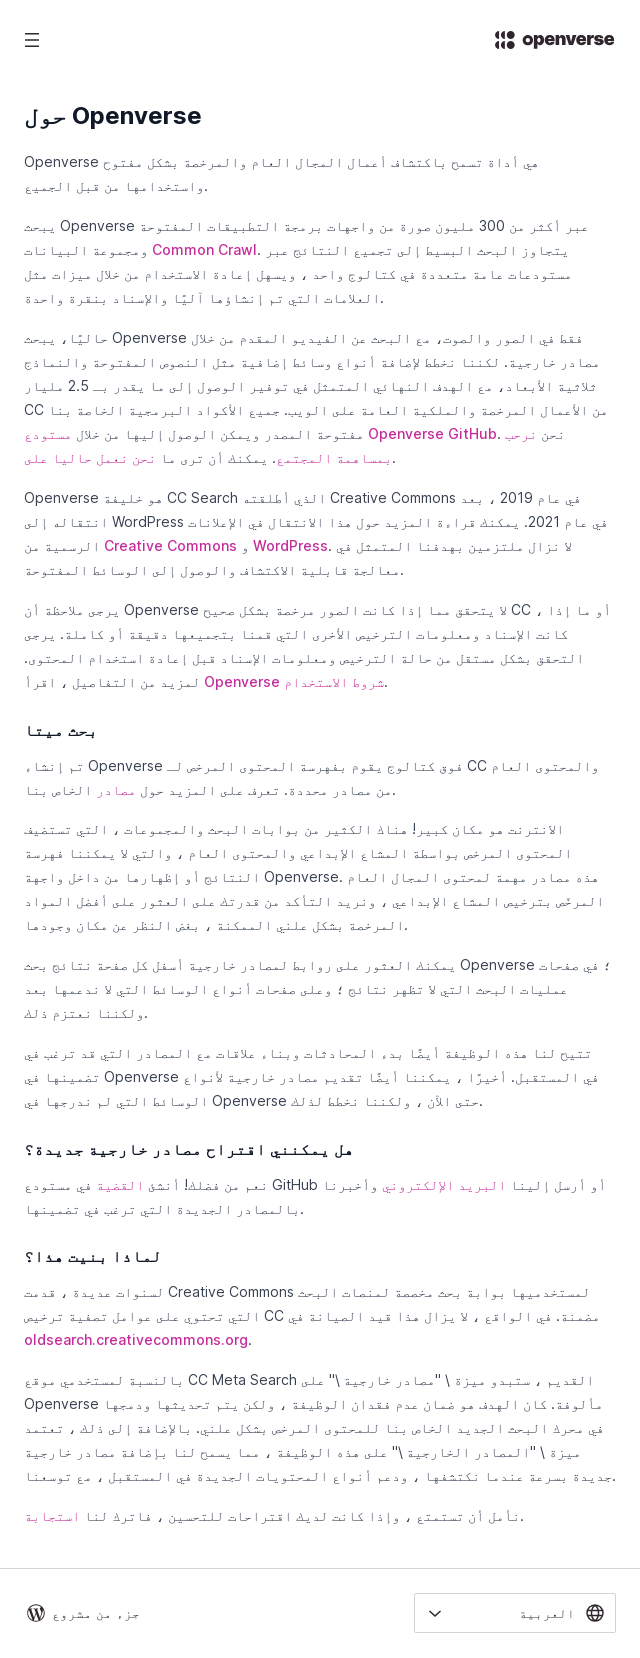 openverse
حول Openverse
Openverse هي أداة تسمح باكتشاف أعمال المجال العام والمرخصة بشكل مفتوح
واستخدامها من قبل الجميع.
يبحث Openverse عبر أكثر من 300 مليون صورة من واجهات برمجة التطبيقات المفتوحة
ومجموعة البيانات Common Crawl. يتجاوز البحث البسيط إلى تجميع النتائج عبر
مستودعات عامة متعددة في كتالوج واحد ، ويسهل إعادة الاستخدام من خلال ميزات مثل
العلامات التي تم إنشاؤها آليًا والإسناد بنقرة واحدة.
حاليًا، يبحث Openverse فقط في الصور والصوت، مع البحث عن الفيديو المقدم من خلال
مصادر خارجية. لكننا نخطط لإضافة أنواع وسائط إضافية مثل النصوص المفتوحة والنماذج
ثلاثية الأبعاد، مع الهدف النهائي المتمثل في توفير الوصول إلى ما يقدر بـ 2.5 مليار
CC من الأعمال المرخصة والملكية العامة على الويب. جميع الأكواد البرمجية الخاصة بنا
مفتوحة المصدر ويمكن الوصول إليها من خلال مستودع Openverse GitHub. نحن نرحب
بمساهمة المجتمع. يمكنك أن ترى ما نحن نعمل حاليا على.
Openverse هو خليفة CC Search الذي أطلقته Creative Commons في عام 2019 ، بعد
انتقاله إلى WordPress في عام 2021. يمكنك قراءة المزيد حول هذا الانتقال في الإعلانات
الرسمية من Creative Commons و WordPress. لا نزال ملتزمين بهدفنا المتمثل في
معالجة قابلية الاكتشاف والوصول إلى الوسائط المفتوحة.
يرجى ملاحظة أن Openverse لا يتحقق مما إذا كانت الصور مرخصة بشكل صحيح CC ، أو ما إذا
كانت الإسناد ومعلومات الترخيص الأخرى التي قمنا بتجميعها دقيقة أو كاملة. يرجى
التحقق بشكل مستقل من حالة الترخيص ومعلومات الإسناد قبل إعادة استخدام المحتوى.
لمزيد من التفاصيل ، اقرأ Openverse شروط الاستخدام.
بحث ميتا
تم إنشاء Openverse فوق كتالوج يقوم بفهرسة المحتوى المرخص لـ CC والمحتوى العام
من مصادر محددة. تعرف على المزيد حول مصادر الخاص بنا.
الانترنت هو مكان كبير! هناك الكثير من بوابات البحث والمجموعات ، التي تستضيف
المحتوى المرخص بواسطة المشاع الإبداعي والمحتوى العام ، والتي لا يمكننا فهرسة
النتائج أو إظهارها من داخل واجهة Openverse. هذه مصادر مهمة لمحتوى المجال العام
المرخّص بترخيص المشاع الإبداعي ، ونريد التأكد من قدرتك على العثور على أفضل المواد
المرخصة بشكل علني الممكنة ، بغض النظر عن مكان وجودها.
يمكنك العثور على روابط لمصادر خارجية أسفل كل صفحة نتائج بحث Openverse ؛ في صفحات
عمليات البحث التي لا تظهر نتائج ؛ وعلى صفحات أنواع الوسائط التي لا ندعمها بعد
ولكننا نعتزم ذلك.
تتيح لنا هذه الوظيفة أيضًا بدء المحادثات وبناء علاقات مع المصادر التي قد ترغب في
تضمينها في Openverse في المستقبل. أخيرًا ، يمكننا أيضًا تقديم مصادر خارجية لأنواع
الوسائط التي لم ندرجها في Openverse حتى الآن ، ولكننا نخطط لذلك.
هل يمكنني اقتراح مصادر خارجية جديدة؟
نعم من فضلك! أنشئ القضية في مستودع GitHub أو أرسل إلينا البريد الإلكتروني وأخبرنا
بالمصادر الجديدة التي ترغب في تضمينها.
لماذا بنيت هذا؟
لسنوات عديدة ، قدمت Creative Commons لمستخدميها بوابة بحث مخصصة لمنصات البحث
التي تحتوي على عوامل تصفية ترخيص CC مضمنة. في الواقع ، لا يزال هذا قيد الصيانة في
oldsearch.creativecommons.org.
بالنسبة لمستخدمي موقع CC Meta Search القديم ، ستبدو ميزة \ "مصادر خارجية \" على
Openverse مألوفة. كان الهدف هو ضمان عدم فقدان الوظيفة ، ولكن يتم تحديثها ودمجها
في محرك البحث الجديد الخاص بنا للمحتوى المرخص بشكل علني. بالإضافة إلى ذلك ، تعتمد
ميزة \ "المصادر الخارجية \" على هذه الوظيفة ، مما يسمح لنا بإضافة مصادر خارجية
جديدة بسرعة عندما نكتشفها ، ودعم أنواع المحتويات الجديدة في المستقبل ، مع توسعنا.
نأمل أن تستمتع ، وإذا كانت لديك اقتراحات للتحسين ، فاترك لنا استجابة.
العربية
جزء من مشروع